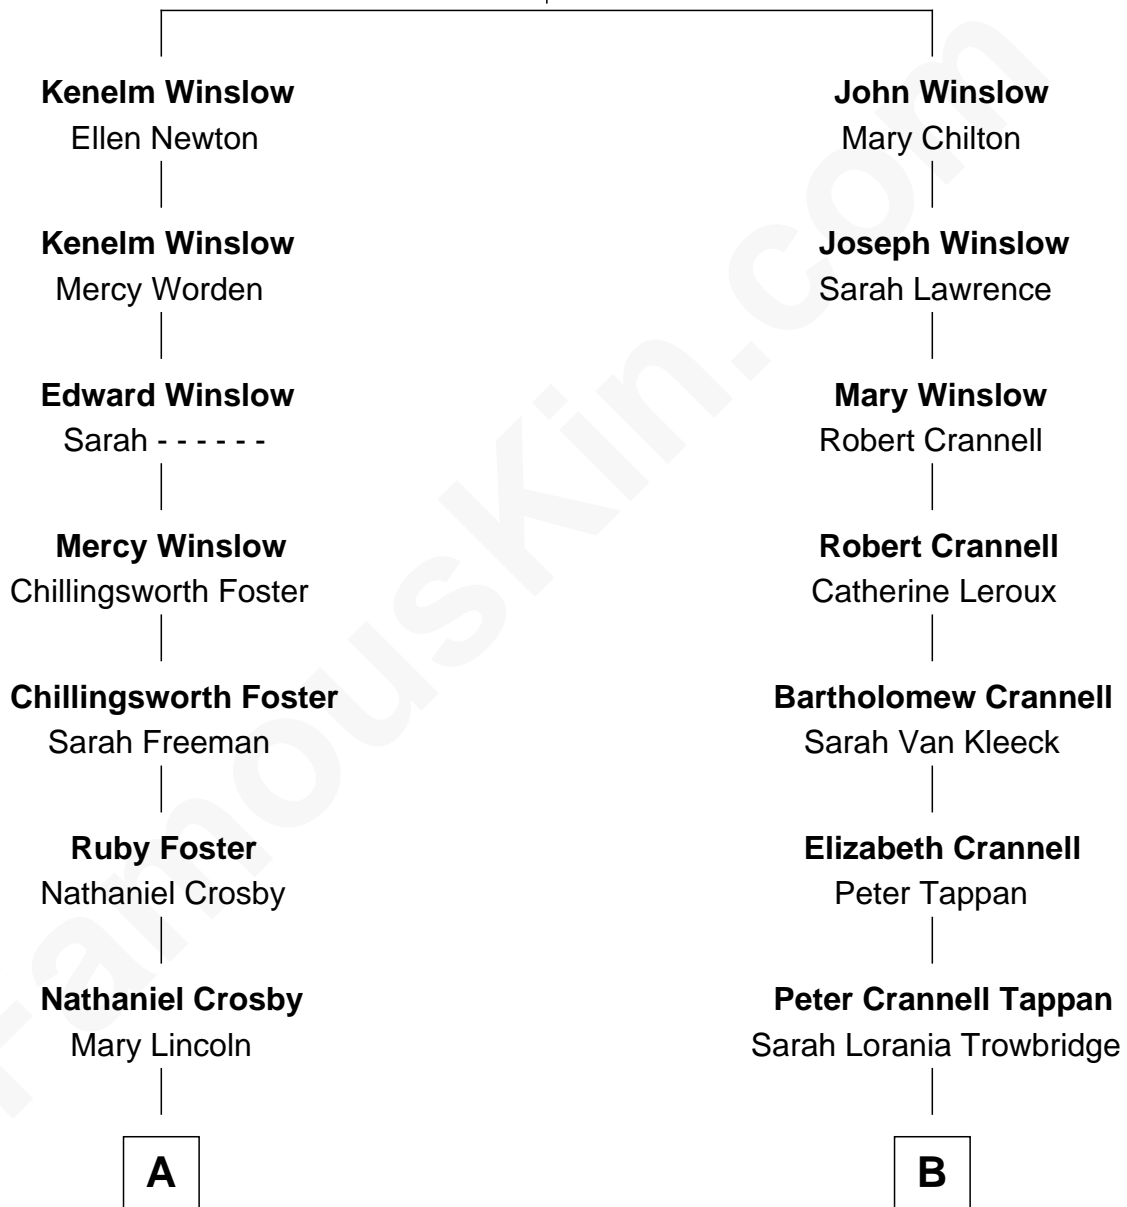 Kenelm Winslow
Ellen Newton
Kenelm Winslow
Mercy Worden
Edward Winslow
Sarah - - - - - -
Mercy Winslow
Chillingsworth Foster
Chillingsworth Foster
Sarah Freeman
Ruby Foster
Nathaniel Crosby
Nathaniel Crosby
Mary Lincoln
A
John Winslow
Mary Chilton
Joseph Winslow
Sarah Lawrence
Mary Winslow
Robert Crannell
Robert Crannell
Catherine Leroux
Bartholomew Crannell
Sarah Van Kleeck
Elizabeth Crannell
Peter Tappan
Peter Crannell Tappan
Sarah Lorania Trowbridge
B
FamousKin.com